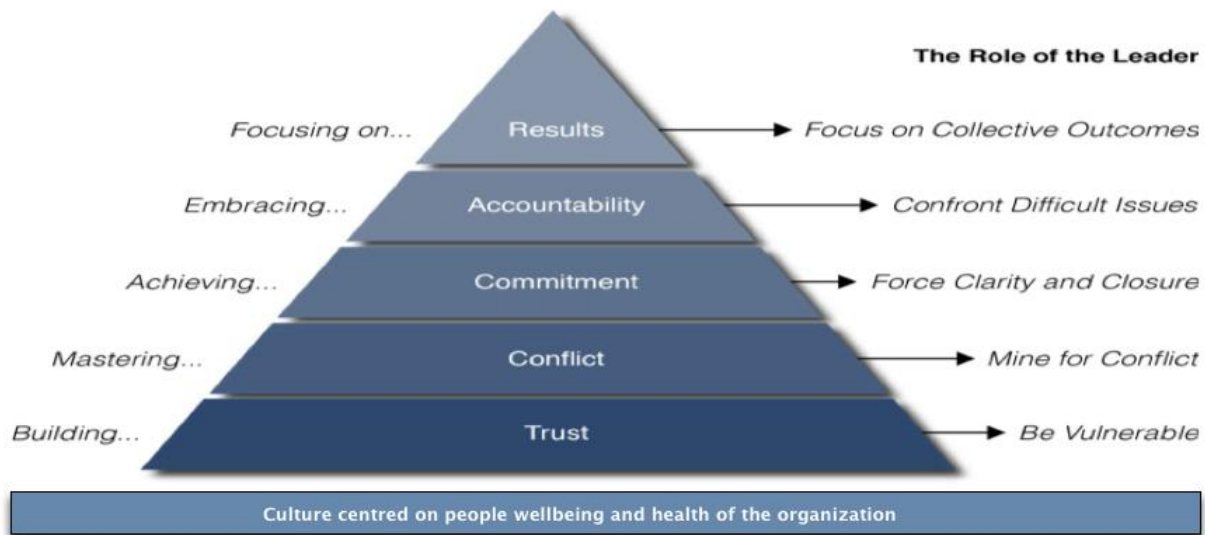 The Role of the Leader
Focusing on... Results Focus on Collective Outcomes
Embracing... Accountability Confront Difficult Issues
Achieving... Commitment Force Clarity and Closure
Mastering... Conflict Mine for Conflict
Building... Trust Be Vulnerable
Culture centred on people wellbeing and health of the organization